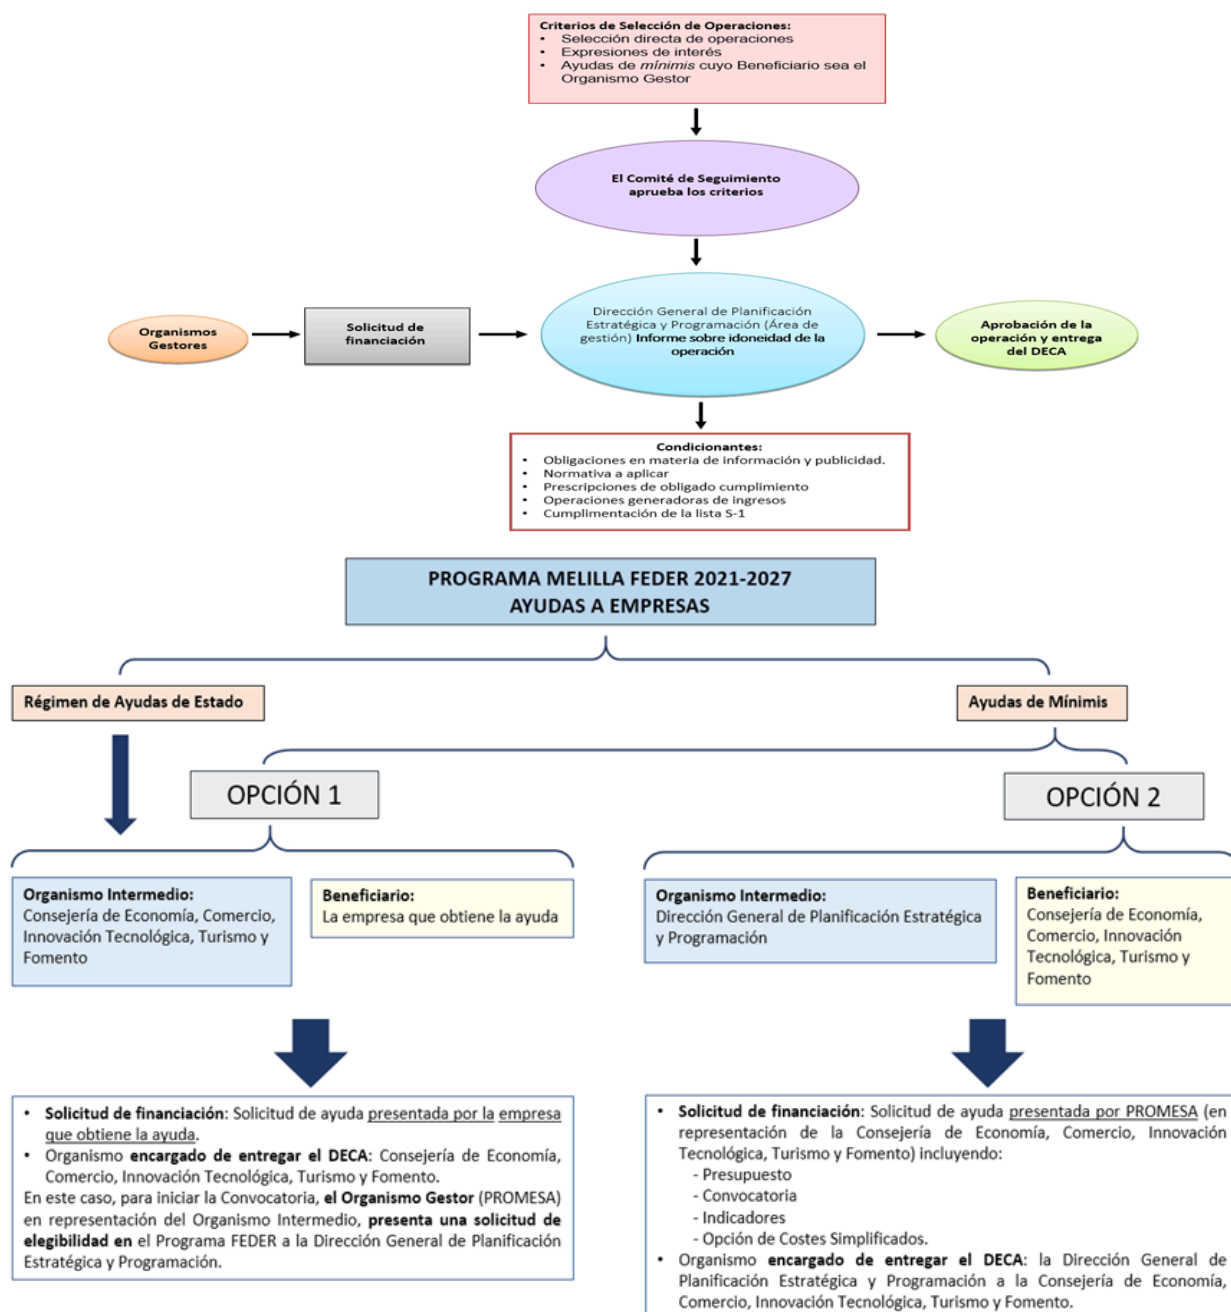 Criterios de Selección de Operaciones:
• Selección directa de operaciones
• Expresiones de interés
• Ayudas de mínimis cuyo Beneficiario sea el
Organismo Gestor
El Comité de Seguimiento
aprueba los criterios
Organismos
Gestores
Solicitud de
financiación
Dirección General de Planificación
Estratégica y Programación (Área de
gestión) Informe sobre idoneidad de la
operación
Aprobación de la
operación y entrega
del DECA
Condicionantes:
• Obligaciones en materia de información y publicidad.
• Normativa a aplicar
• Prescripciones de obligado cumplimiento
• Operaciones generadoras de ingresos
• Cumplimentación de la lista S-1
PROGRAMA MELILLA FEDER 2021-2027
AYUDAS A EMPRESAS
Régimen de Ayudas de Estado
Ayudas de Mínimis
OPCIÓN 1
OPCIÓN 2
Organismo Intermedio:
Consejería de Economía, Comercio,
Innovación Tecnológica, Turismo y
Fomento
Beneficiario:
La empresa que obtiene la ayuda
Organismo Intermedio:
Dirección General de Planificación Estratégica
y Programación
Beneficiario:
Consejería de Economía,
Comercio, Innovación
Tecnológica, Turismo y
Fomento
• Solicitud de financiación: Solicitud de ayuda presentada por la empresa
que obtiene la ayuda.
• Organismo encargado de entregar el DECA: Consejería de Economía,
Comercio, Innovación Tecnológica, Turismo y Fomento.
En este caso, para iniciar la Convocatoria, el Organismo Gestor (PROMESA)
en representación del Organismo Intermedio, presenta una solicitud de
elegibilidad en el Programa FEDER a la Dirección General de Planificación
Estratégica y Programación.
• Solicitud de financiación: Solicitud de ayuda presentada por PROMESA (en
representación de la Consejería de Economía, Comercio, Innovación
Tecnológica, Turismo y Fomento) incluyendo:
- Presupuesto
- Convocatoria
- Indicadores
- Opción de Costes Simplificados.
• Organismo encargado de entregar el DECA: la Dirección General de
Planificación Estratégica y Programación a la Consejería de Economía,
Comercio, Innovación Tecnológica, Turismo y Fomento.